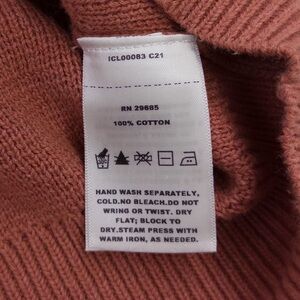 ICL00083 C21
RN 29685
100% COTTON
HAND WASH SEPARATELY,
COLD.NO BLEACH.DO NOT
WRING OR TWIST. DRY
FLAT; BLOCK TO
DRY.STEAM PRESS WITH
WARM IRON, AS NEEDED.